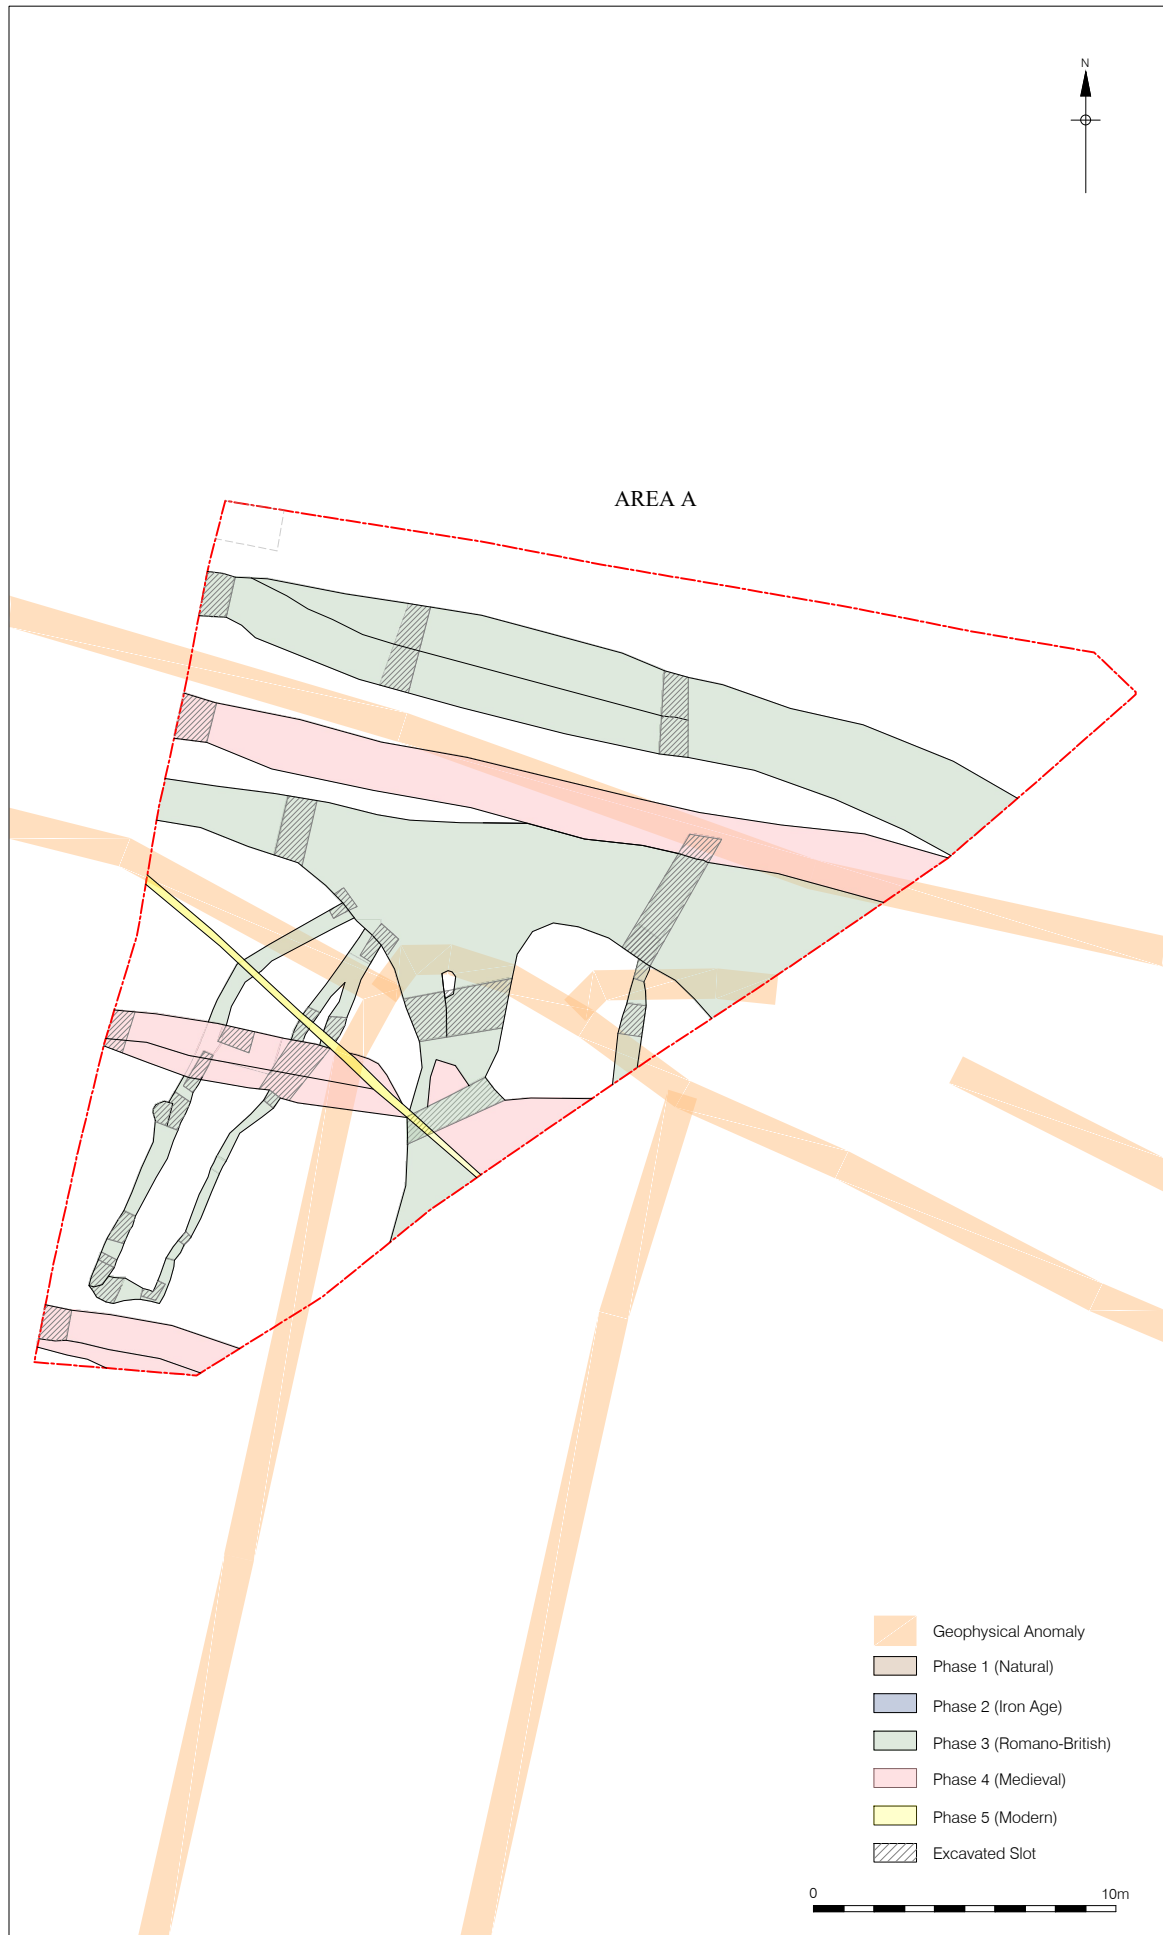 N
AREA A
Geophysical Anomaly
Phase 1 (Natural)
Phase 2 (Iron Age)
Phase 3 (Romano-British)
Phase 4 (Medieval)
Phase 5 (Modern)
Excavated Slot
0 10m